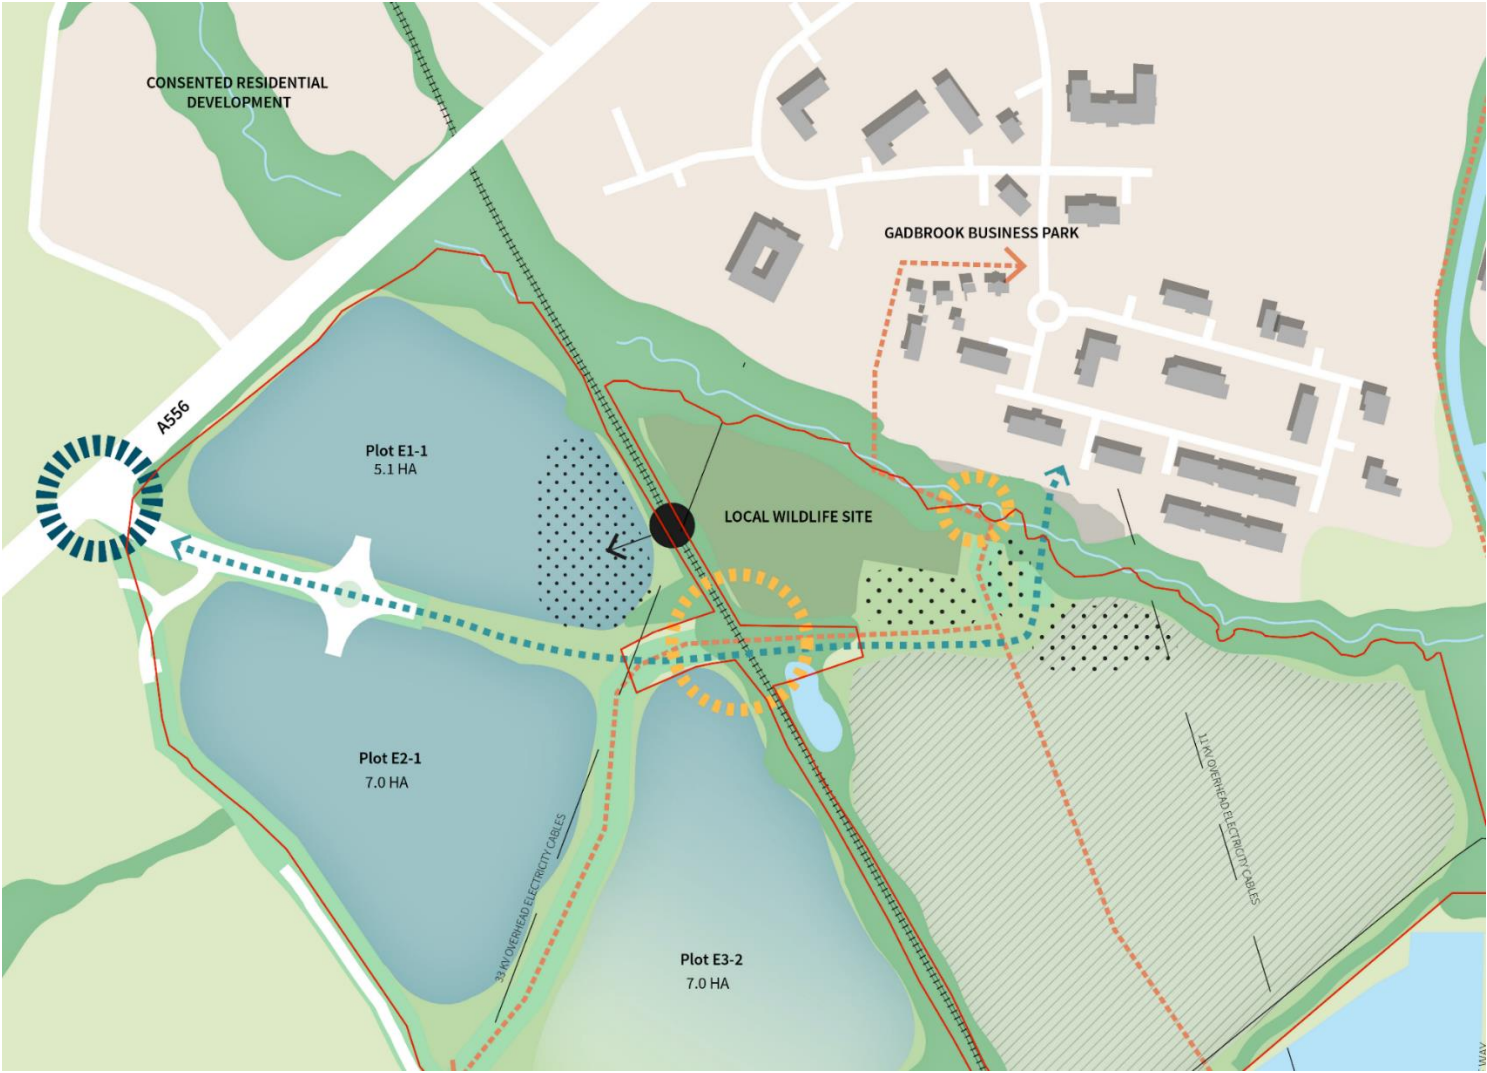 CONSENTED RESIDENTIAL
DEVELOPMENT
GADBROOK BUSINESS PARK
A556
Plot E1-1
5.1 HA
LOCAL WILDLIFE SITE
Plot E2-1
7.0 HA
33 KV OVERHEAD ELECTRICITY CABLES
11 KV OVERHEAD ELECTRICITY CABLES
Plot E3-2
7.0 HA
WAY